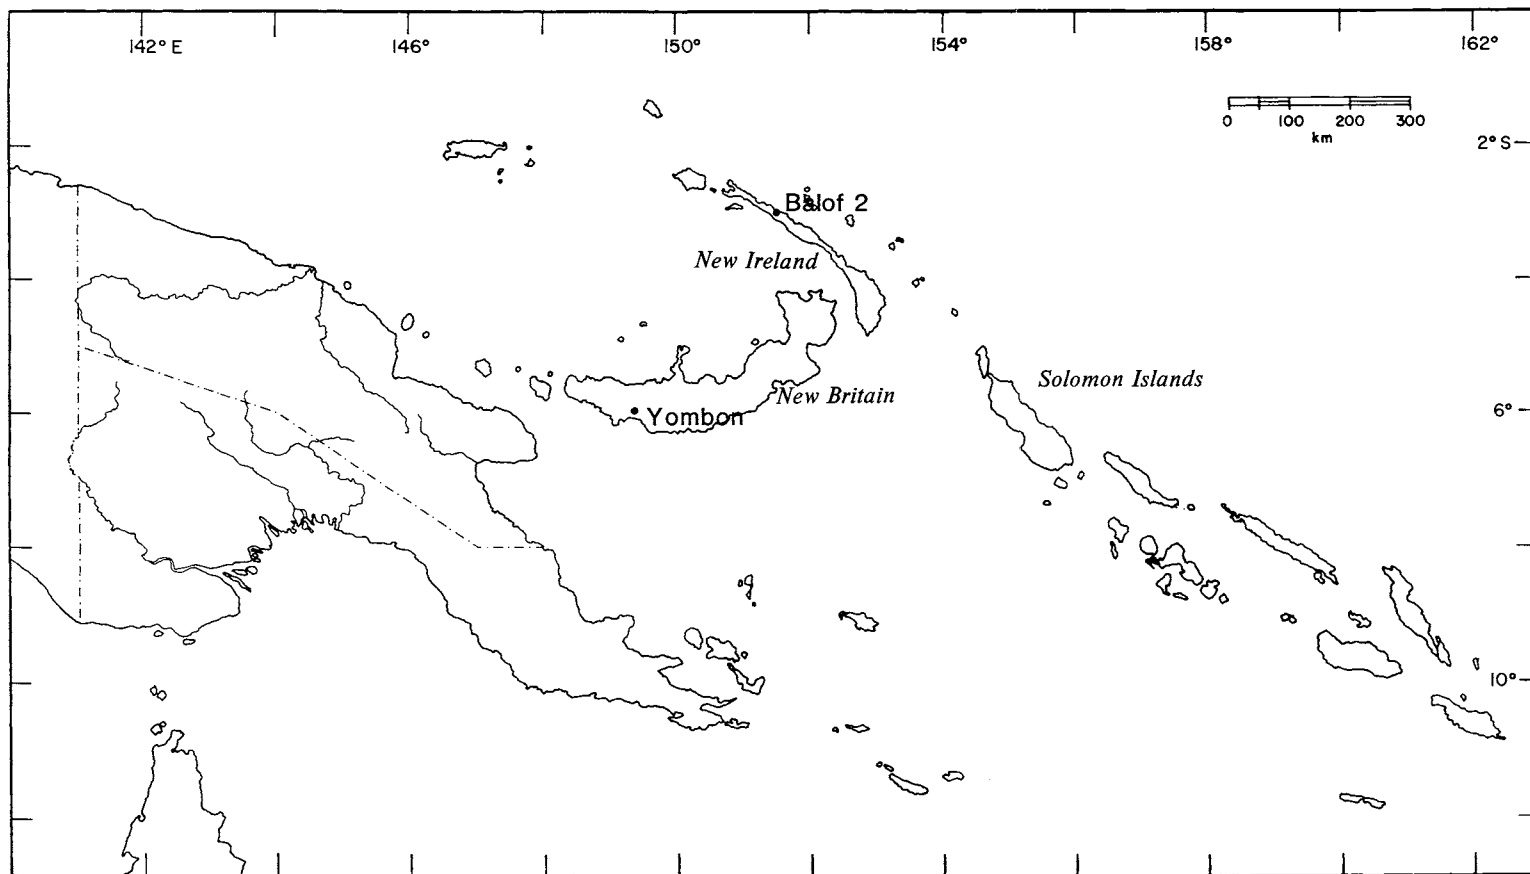 142° E
146°
150°
154°
158°
162°
0 100 200 300
km
2° S
Balof 2
New Ireland
Solomon Islands
New Britain
6°
Yombon
10°